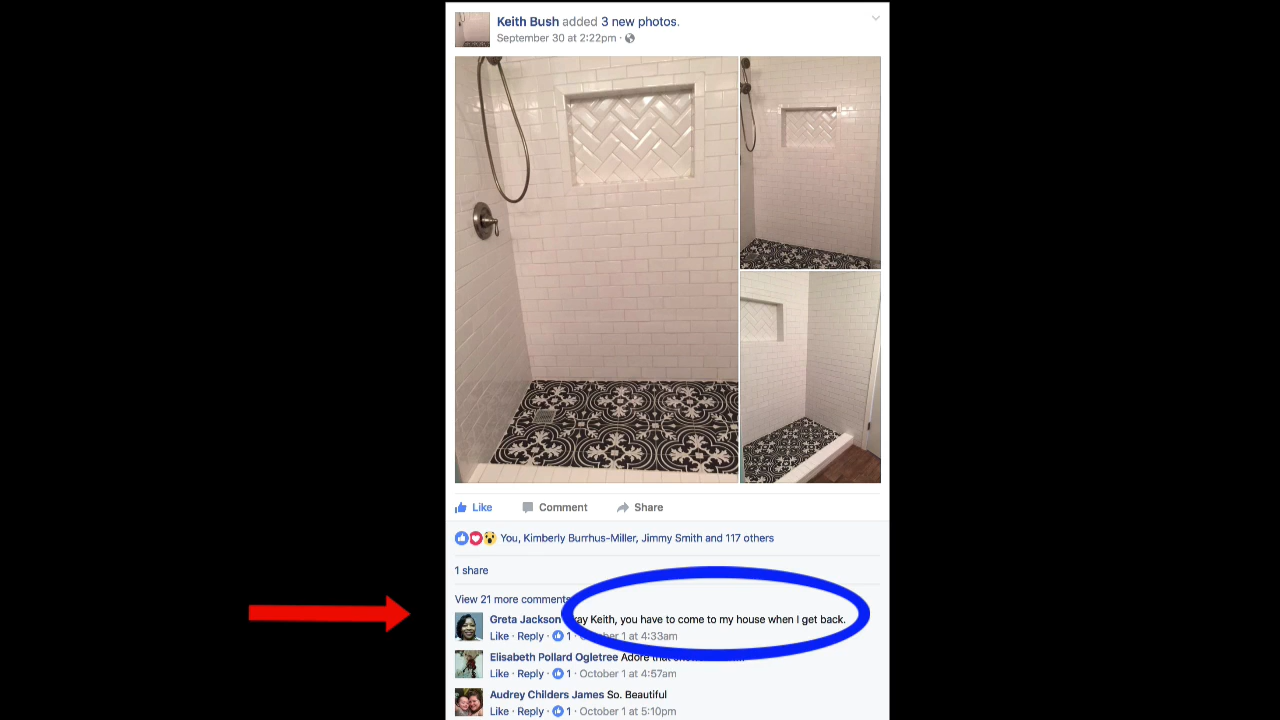 Keith Bush added 3 new photos.
September 30 at 2:22pm ·
Like Comment Share
You, Kimberly Burrhus-Miller, Jimmy Smith and 117 others
1 share
View 21 more comments
Greta Jackson Keith, you have to come to my house when I get back.
Like · Reply · 1 · October 1 at 4:33am
Elisabeth Pollard Ogletree Adore that
Like · Reply · 1 · October 1 at 4:57am
Audrey Childers James So. Beautiful
Like · Reply · 1 · October 1 at 5:10pm